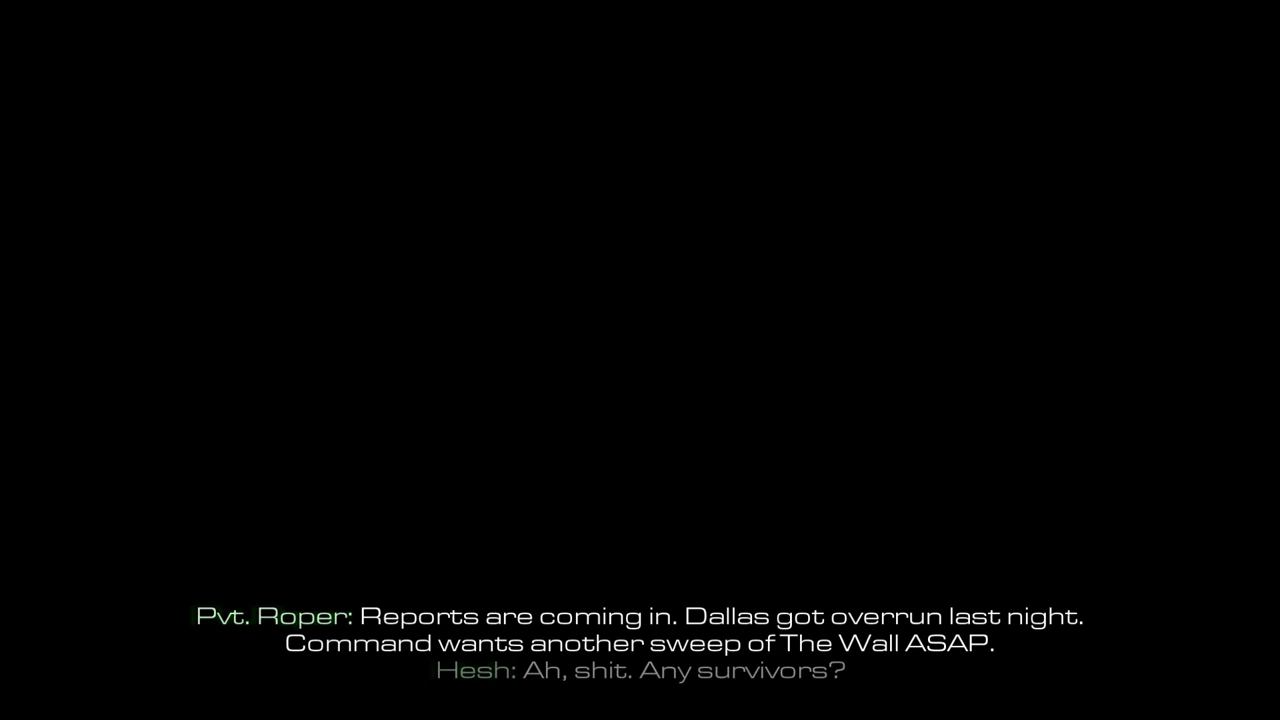 Pvt. Roper: Reports are coming in. Dallas got overrun last night.
Command wants another sweep of The Wall ASAP.
Hesh: Ah, shit. Any survivors?